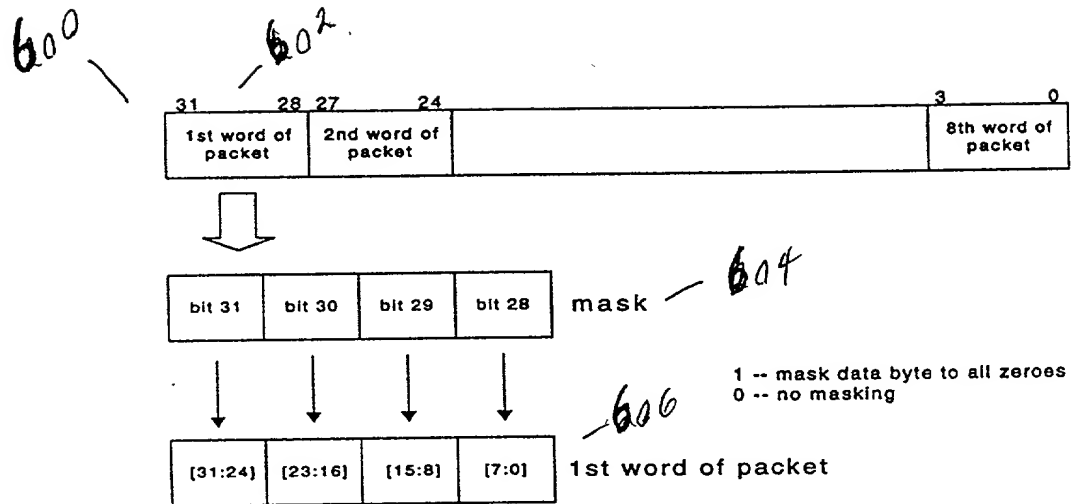 600
602
31 28 27 24 3 0
1st word of packet 2nd word of packet 8th word of packet
bit 31 bit 30 bit 29 bit 28 mask 604
1 -- mask data byte to all zeroes
0 -- no masking
606
[31:24] [23:16] [15:8] [7:0] 1st word of packet